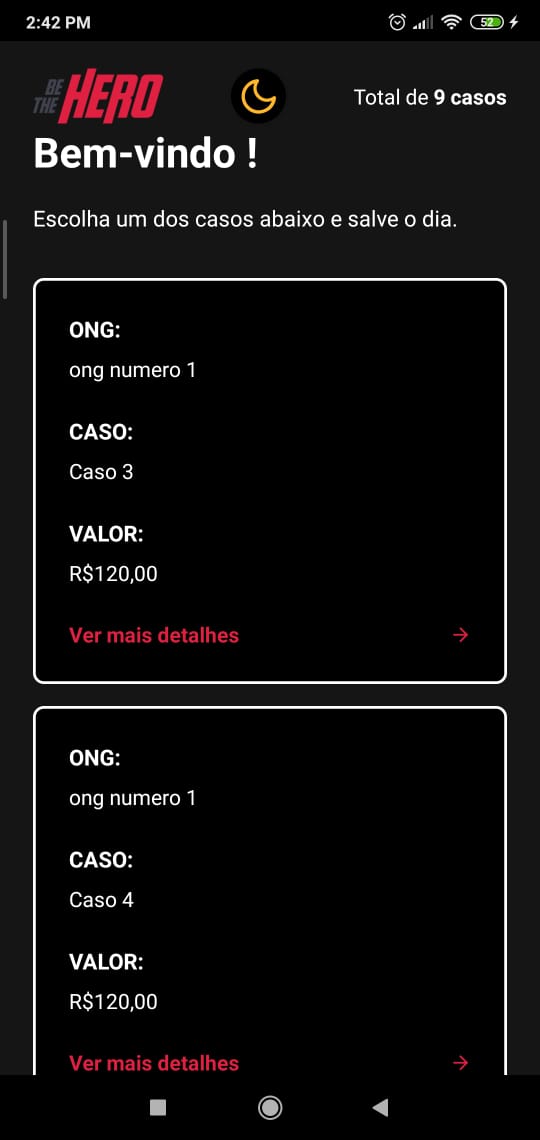 2:42 PM
52
BE THE HERO
Total de 9 casos
Bem-vindo !
Escolha um dos casos abaixo e salve o dia.
ONG:
ong numero 1
CASO:
Caso 3
VALOR:
R$120,00
Ver mais detalhes
ONG:
ong numero 1
CASO:
Caso 4
VALOR:
R$120,00
Ver mais detalhes